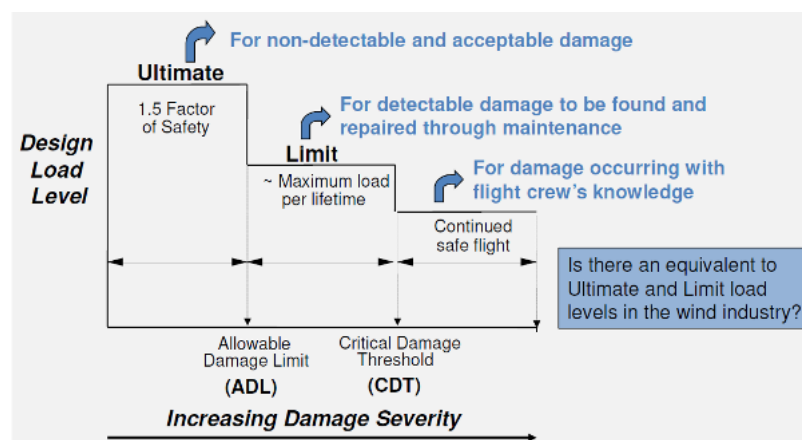 For non-detectable and acceptable damage
Ultimate
1.5 Factor
of Safety
For detectable damage to be found and
repaired through maintenance
Design
Load
Level
Limit
~ Maximum load
per lifetime
For damage occurring with
flight crew's knowledge
Continued
safe flight
Is there an equivalent to
Ultimate and Limit load
levels in the wind industry?
Allowable
Damage Limit
(ADL)
Critical Damage
Threshold
(CDT)
Increasing Damage Severity